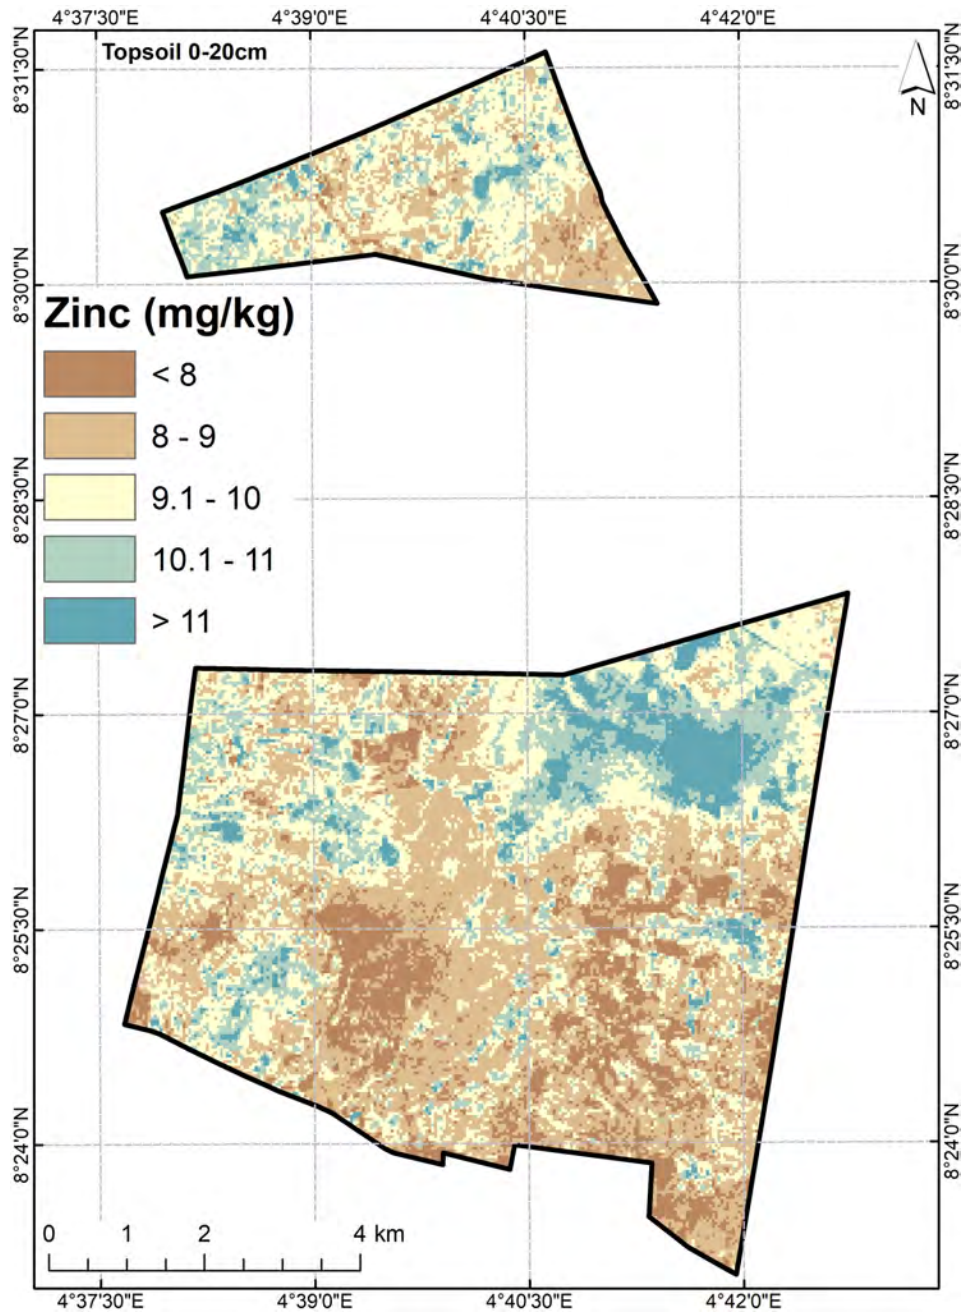 4°37'30"E 4°39'0"E 4°40'30"E 4°42'0"E
Topsoil 0-20cm
8°31'30"N 8°31'30"N
N
8°30'0"N 8°30'0"N
Zinc (mg/kg)
< 8
8 - 9
9.1 - 10
8°28'30"N 8°28'30"N
10.1 - 11
> 11
8°27'0"N 8°27'0"N
8°25'30"N 8°25'30"N
8°24'0"N 8°24'0"N
0 1 2 4 km
4°37'30"E 4°39'0"E 4°40'30"E 4°42'0"E